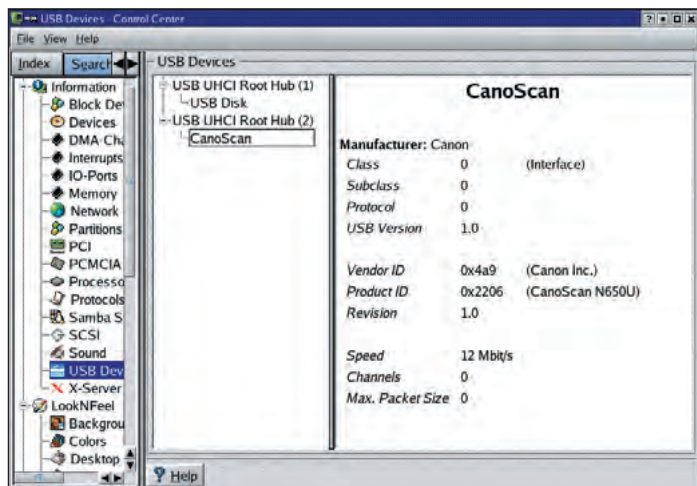 USB Devices - Control Center
File View Help
Index Search
Information
Block De
Devices
DMA-Cha
Interrupts
IO-Ports
Memory
Network
Partitions
PCI
PCMCIA
Processo
Protocols
Samba S
SCSI
Sound
USB Dev
X-Server
LookNFeel
Backgrou
Colors
Desktop
USB Devices
USB UHCI Root Hub (1)
USB Disk
USB UHCI Root Hub (2)
CanoScan
CanoScan
Manufacturer: Canon
Class 0 (Interface)
Subclass 0
Protocol 0
USB Version 1.0
Vendor ID 0x4a9 (Canon Inc.)
Product ID 0x2206 (CanoScan N650U)
Revision 1.0
Speed 12 Mbit/s
Channels 0
Max. Packet Size 0
Help